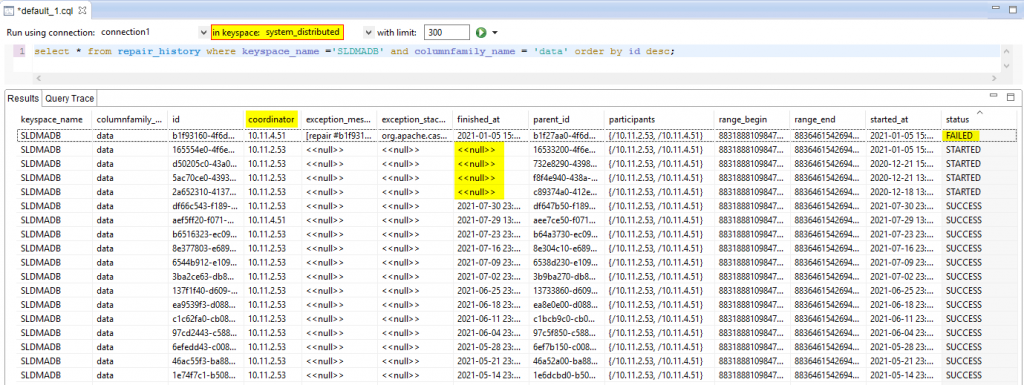 *default_1.cql
Run using connection: connection1 in keyspace: system_distributed with limit: 300
1 select * from repair_history where keyspace_name ='SLDMADB' and columnfamily_name = 'data' order by id desc;
Results Query Trace
keyspace_name columnfamily_... id coordinator exception_mes... exception_stac... finished_at parent_id participants range_begin range_end started_at status
SLDMADB data b1f93160-4f6d... 10.11.4.51 [repair #b1f931... org.apache.cas... 2021-01-05 15:... b1f27aa0-4f6d... {/10.11.2.53, /10.11.4.51} 8831888109847... 8836461542694... 2021-01-05 15:... FAILED
SLDMADB data 165554e0-4f6e... 10.11.2.53 <<null>> <<null>> <<null>> 16533200-4f6e... {/10.11.2.53, /10.11.4.51} 8831888109847... 8836461542694... 2021-01-05 15:... STARTED
SLDMADB data d50205c0-43a0... 10.11.2.53 <<null>> <<null>> <<null>> 732e8290-4398... {/10.11.2.53, /10.11.4.51} 8831888109847... 8836461542694... 2020-12-21 15:... STARTED
SLDMADB data 5ac70ce0-4393... 10.11.2.53 <<null>> <<null>> <<null>> f8f4e940-438a-... {/10.11.2.53, /10.11.4.51} 8831888109847... 8836461542694... 2020-12-21 13:... STARTED
SLDMADB data 2a652310-4137... 10.11.2.53 <<null>> <<null>> <<null>> c89374a0-412e... {/10.11.2.53, /10.11.4.51} 8831888109847... 8836461542694... 2020-12-18 13:... STARTED
SLDMADB data df66c543-f189-... 10.11.2.53 <<null>> <<null>> 2021-07-30 23:... df647b50-f189... {/10.11.2.53, /10.11.4.51} 8831888109847... 8836461542694... 2021-07-30 23:... SUCCESS
SLDMADB data aef5ff20-f071-... 10.11.4.51 <<null>> <<null>> 2021-07-29 13:... aee7ce50-f071... {/10.11.2.53, /10.11.4.51} 8831888109847... 8836461542694... 2021-07-29 13:... SUCCESS
SLDMADB data b6516323-ec09... 10.11.2.53 <<null>> <<null>> 2021-07-23 23:... b64a3730-ec09... {/10.11.2.53, /10.11.4.51} 8831888109847... 8836461542694... 2021-07-23 23:... SUCCESS
SLDMADB data 8e377803-e689... 10.11.2.53 <<null>> <<null>> 2021-07-16 23:... 8e304c10-e689... {/10.11.2.53, /10.11.4.51} 8831888109847... 8836461542694... 2021-07-16 23:... SUCCESS
SLDMADB data 6544b912-e109... 10.11.2.53 <<null>> <<null>> 2021-07-09 23:... 6538d230-e109... {/10.11.2.53, /10.11.4.51} 8831888109847... 8836461542694... 2021-07-09 23:... SUCCESS
SLDMADB data 3ba2ce63-db8... 10.11.2.53 <<null>> <<null>> 2021-07-02 23:... 3b9ba270-db8... {/10.11.2.53, /10.11.4.51} 8831888109847... 8836461542694... 2021-07-02 23:... SUCCESS
SLDMADB data 137f1f40-d609-... 10.11.2.53 <<null>> <<null>> 2021-06-25 23:... 13733860-d609... {/10.11.2.53, /10.11.4.51} 8831888109847... 8836461542694... 2021-06-25 23:... SUCCESS
SLDMADB data ea9539f3-d088... 10.11.2.53 <<null>> <<null>> 2021-06-18 23:... ea8e0e00-d088... {/10.11.2.53, /10.11.4.51} 8831888109847... 8836461542694... 2021-06-18 23:... SUCCESS
SLDMADB data c1c62fa0-cb08... 10.11.2.53 <<null>> <<null>> 2021-06-11 23:... c1bcb9c0-cb0... {/10.11.2.53, /10.11.4.51} 8831888109847... 8836461542694... 2021-06-11 23:... SUCCESS
SLDMADB data 97cd2443-c588... 10.11.2.53 <<null>> <<null>> 2021-06-04 23:... 97c5f850-c588... {/10.11.2.53, /10.11.4.51} 8831888109847... 8836461542694... 2021-06-04 23:... SUCCESS
SLDMADB data 6efedd43-c008... 10.11.2.53 <<null>> <<null>> 2021-05-28 23:... 6ef7b150-c008... {/10.11.2.53, /10.11.4.51} 8831888109847... 8836461542694... 2021-05-28 23:... SUCCESS
SLDMADB data 46ac55f3-ba88... 10.11.2.53 <<null>> <<null>> 2021-05-21 23:... 46a52a00-ba88... {/10.11.2.53, /10.11.4.51} 8831888109847... 8836461542694... 2021-05-21 23:... SUCCESS
SLDMADB data 1e74f7c1-b508... 10.11.2.53 <<null>> <<null>> 2021-05-14 23:... 1e6dcbd0-b50... {/10.11.2.53, /10.11.4.51} 8831888109847... 8836461542694... 2021-05-14 23:... SUCCESS